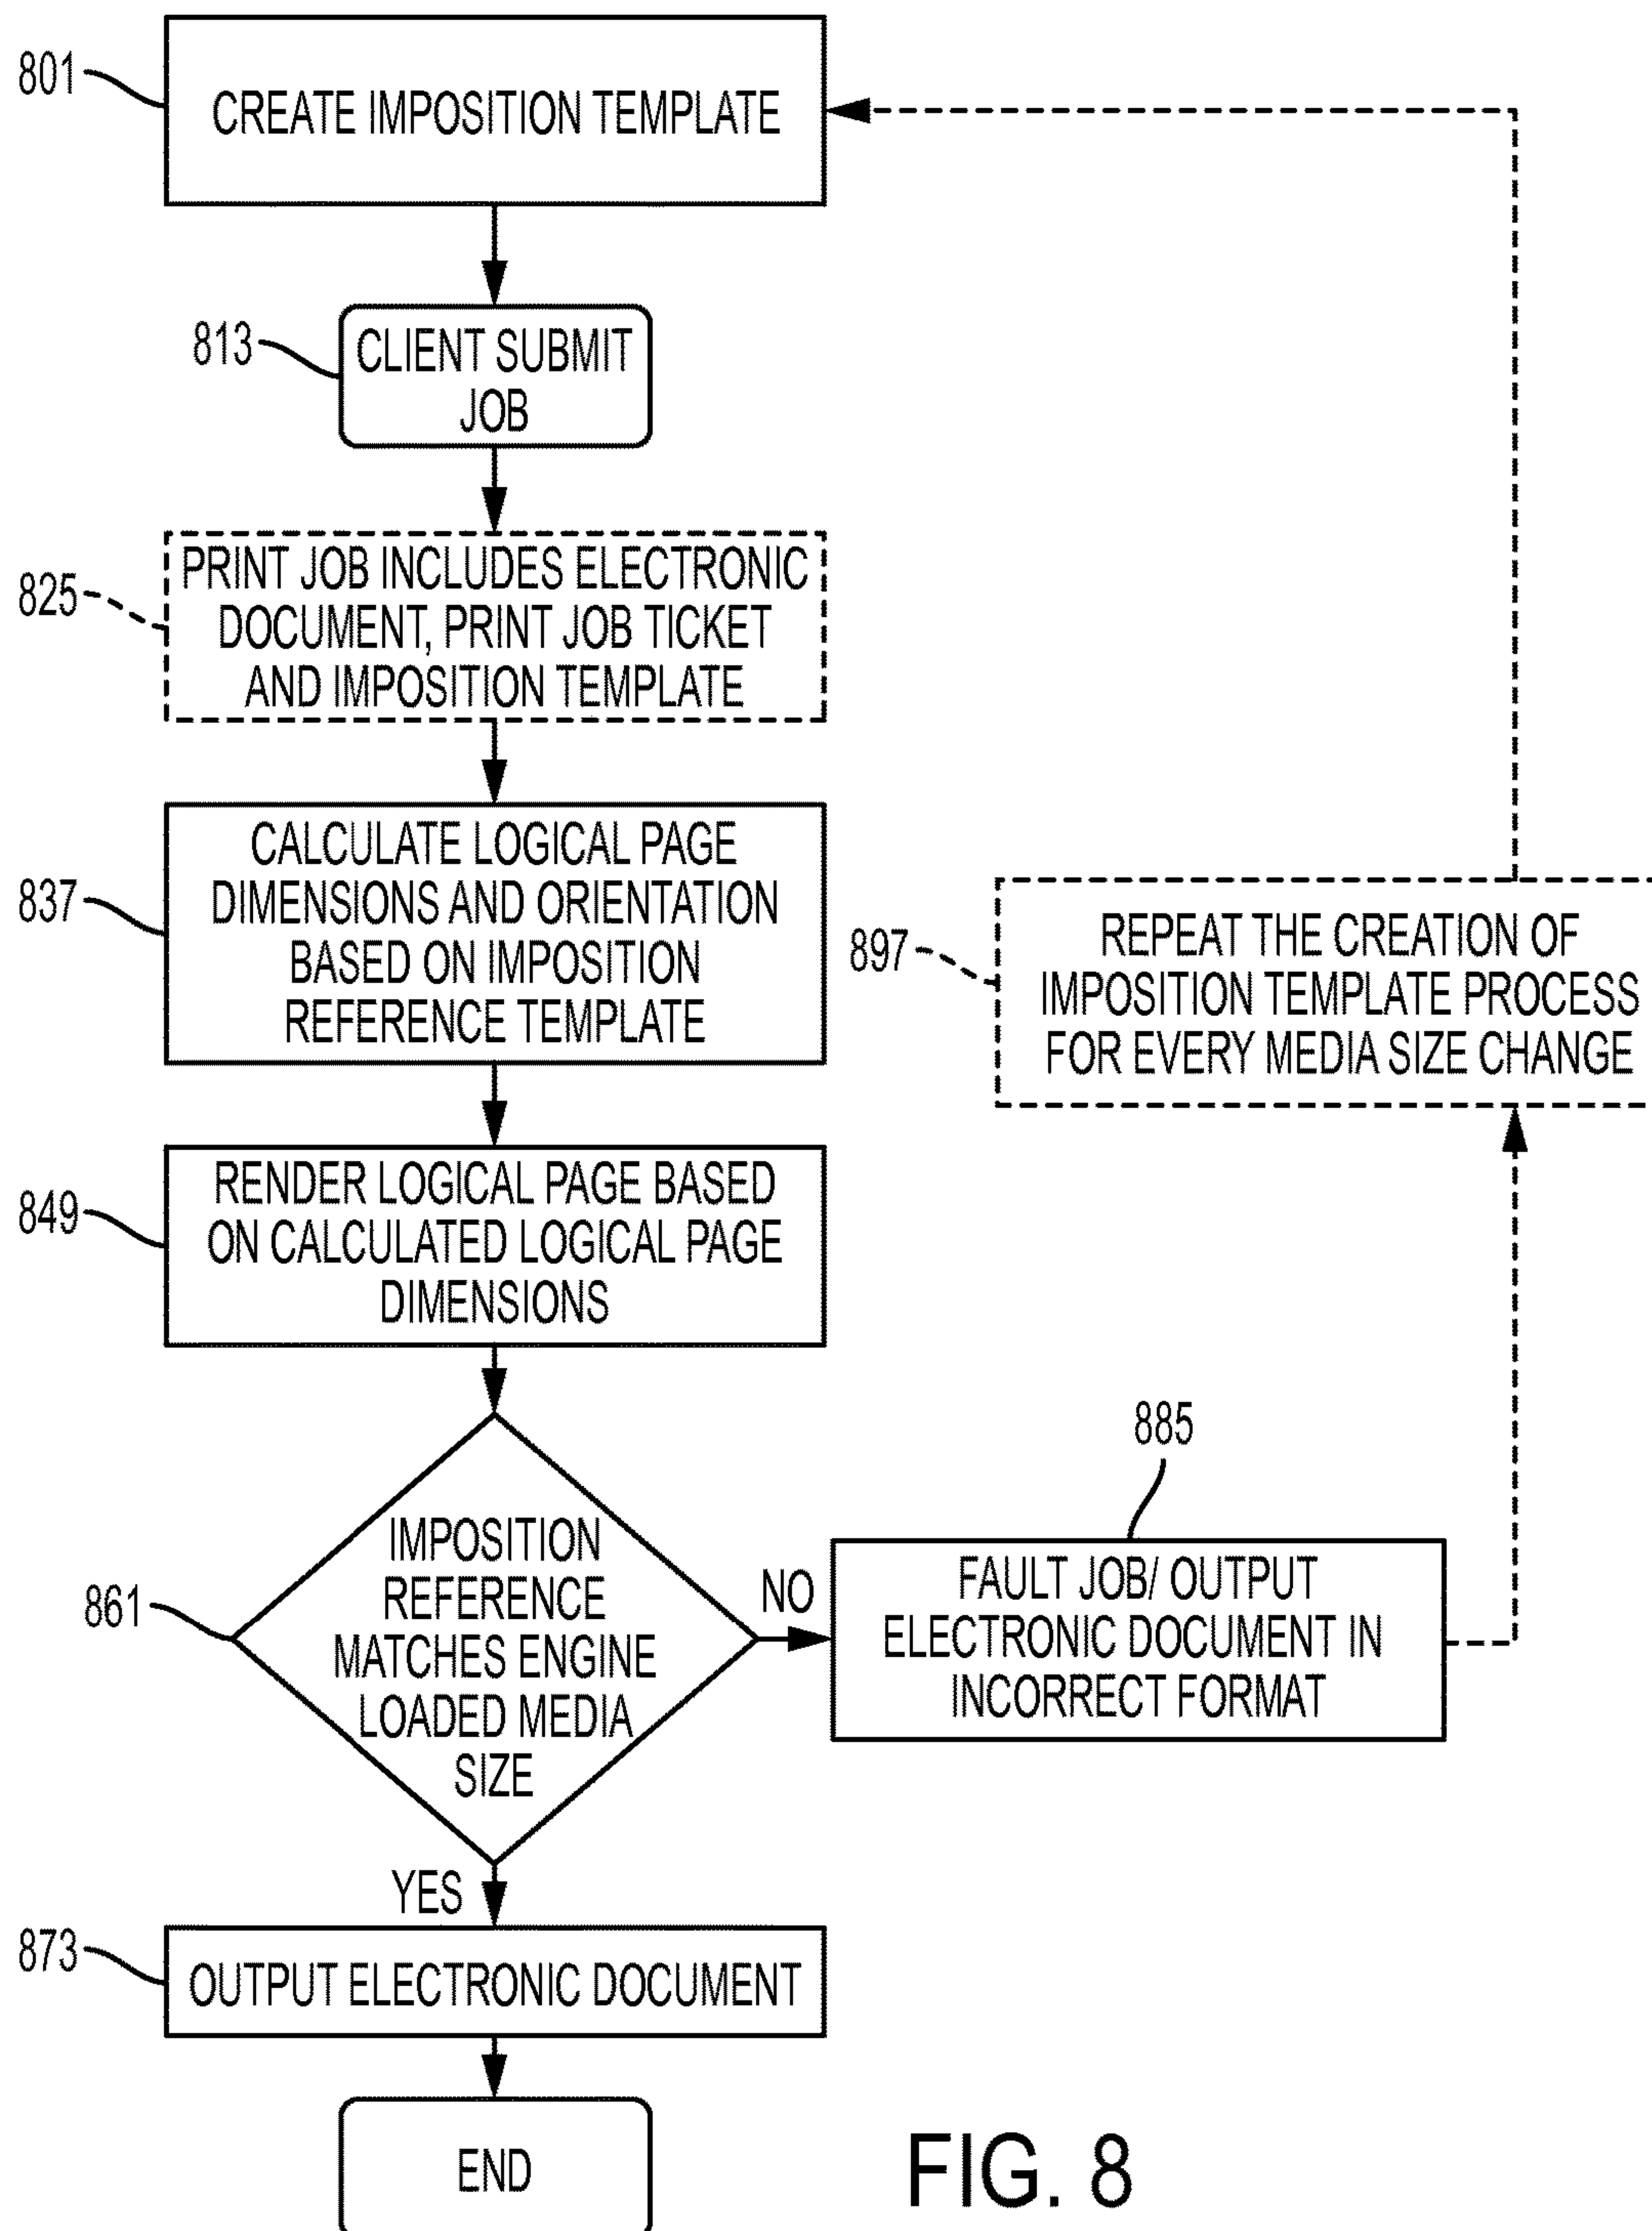 801
CREATE IMPOSITION TEMPLATE
813
CLIENT SUBMIT
JOB
825
PRINT JOB INCLUDES ELECTRONIC
DOCUMENT, PRINT JOB TICKET
AND IMPOSITION TEMPLATE
837
CALCULATE LOGICAL PAGE
DIMENSIONS AND ORIENTATION
BASED ON IMPOSITION
REFERENCE TEMPLATE
897
REPEAT THE CREATION OF
IMPOSITION TEMPLATE PROCESS
FOR EVERY MEDIA SIZE CHANGE
849
RENDER LOGICAL PAGE BASED
ON CALCULATED LOGICAL PAGE
DIMENSIONS
861
IMPOSITION
REFERENCE
MATCHES ENGINE
LOADED MEDIA
SIZE
NO
885
FAULT JOB/ OUTPUT
ELECTRONIC DOCUMENT IN
INCORRECT FORMAT
YES
873
OUTPUT ELECTRONIC DOCUMENT
END
FIG. 8